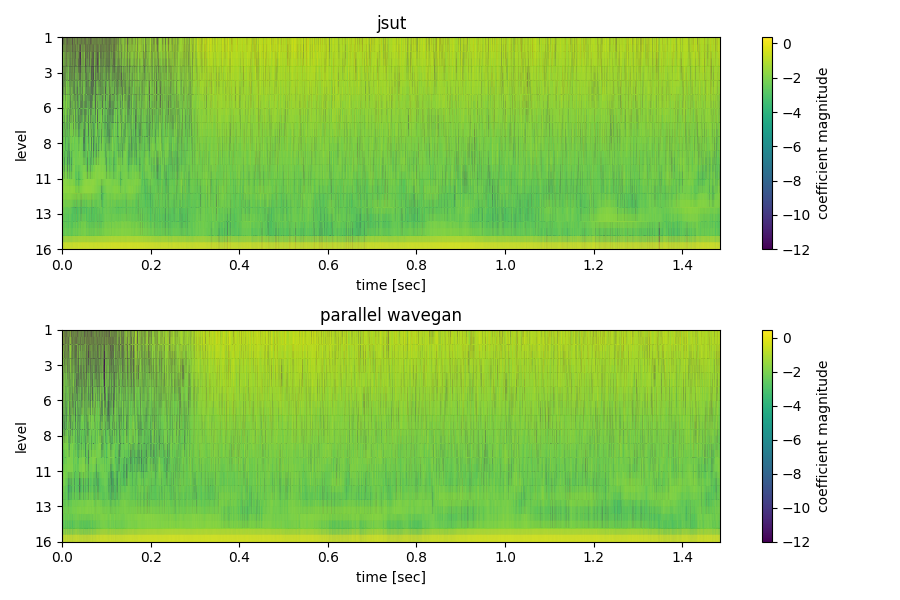 jsut
1
3
6
8
11
13
16
level
0.0 0.2 0.4 0.6 0.8 1.0 1.2 1.4
time [sec]
0
−2
−4
−6
−8
−10
−12
coefficient magnitude
parallel wavegan
1
3
6
8
11
13
16
level
0.0 0.2 0.4 0.6 0.8 1.0 1.2 1.4
time [sec]
0
−2
−4
−6
−8
−10
−12
coefficient magnitude